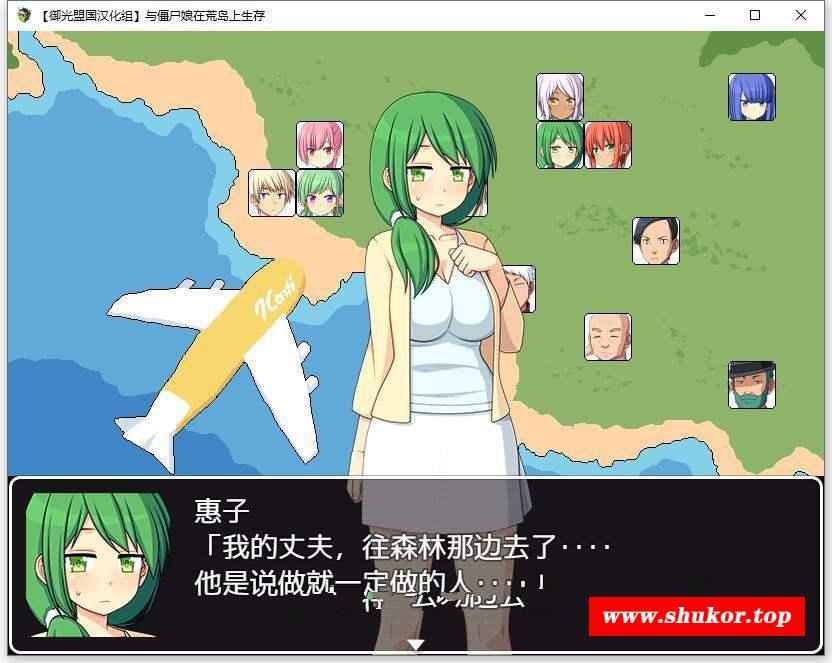 【御光盟国汉化组】与僵尸娘在荒岛上生存
7Centi
惠子
「我的丈夫，往森林那边去了····
他是说做就一定做的人····」
www.shukor.top